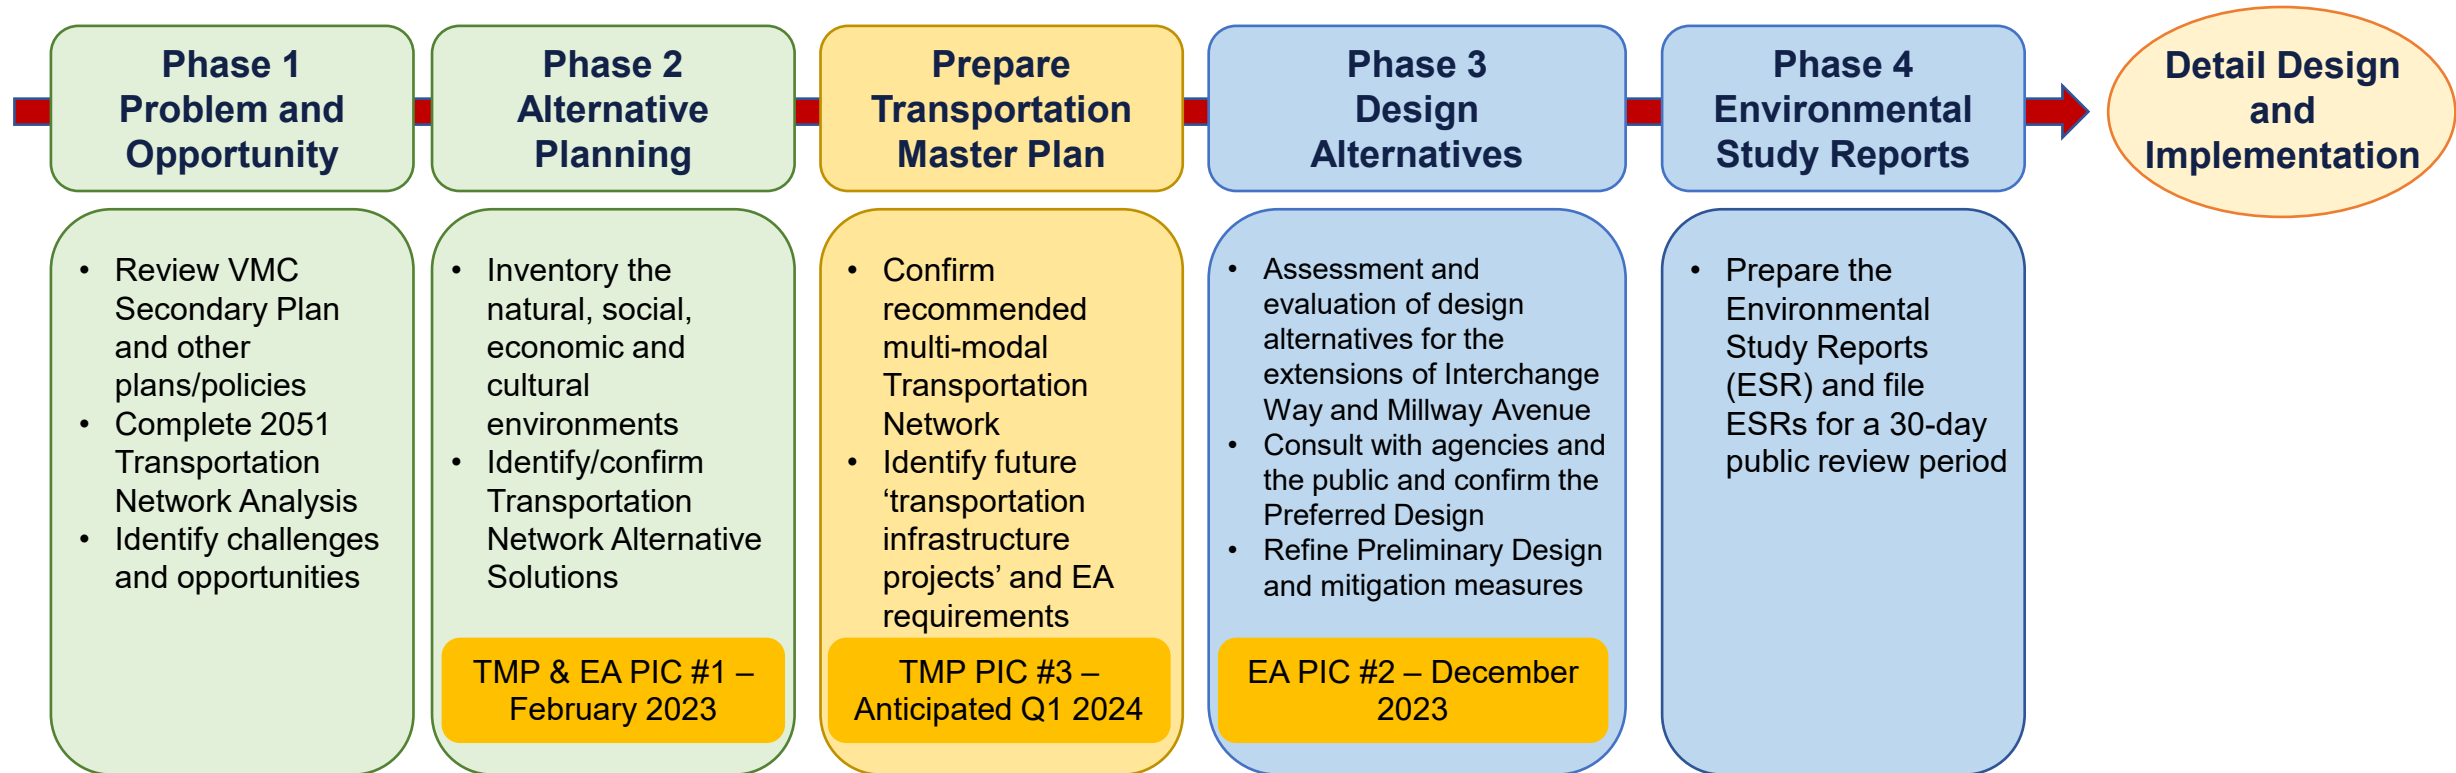 Phase 1
Problem and
Opportunity
Phase 2
Alternative
Planning
Prepare
Transportation
Master Plan
Phase 3
Design
Alternatives
Phase 4
Environmental
Study Reports
Detail Design
and
Implementation
• Review VMC
Secondary Plan
and other
plans/policies
• Complete 2051
Transportation
Network Analysis
• Identify challenges
and opportunities
• Inventory the
natural, social,
economic and
cultural
environments
• Identify/confirm
Transportation
Network Alternative
Solutions
TMP & EA PIC #1 –
February 2023
• Confirm
recommended
multi-modal
Transportation
Network
• Identify future
‘transportation
infrastructure
projects’ and EA
requirements
TMP PIC #3 –
Anticipated Q1 2024
• Assessment and
evaluation of design
alternatives for the
extensions of Interchange
Way and Millway Avenue
• Consult with agencies and
the public and confirm the
Preferred Design
• Refine Preliminary Design
and mitigation measures
EA PIC #2 – December
2023
• Prepare the
Environmental
Study Reports
(ESR) and file
ESRs for a 30-day
public review period